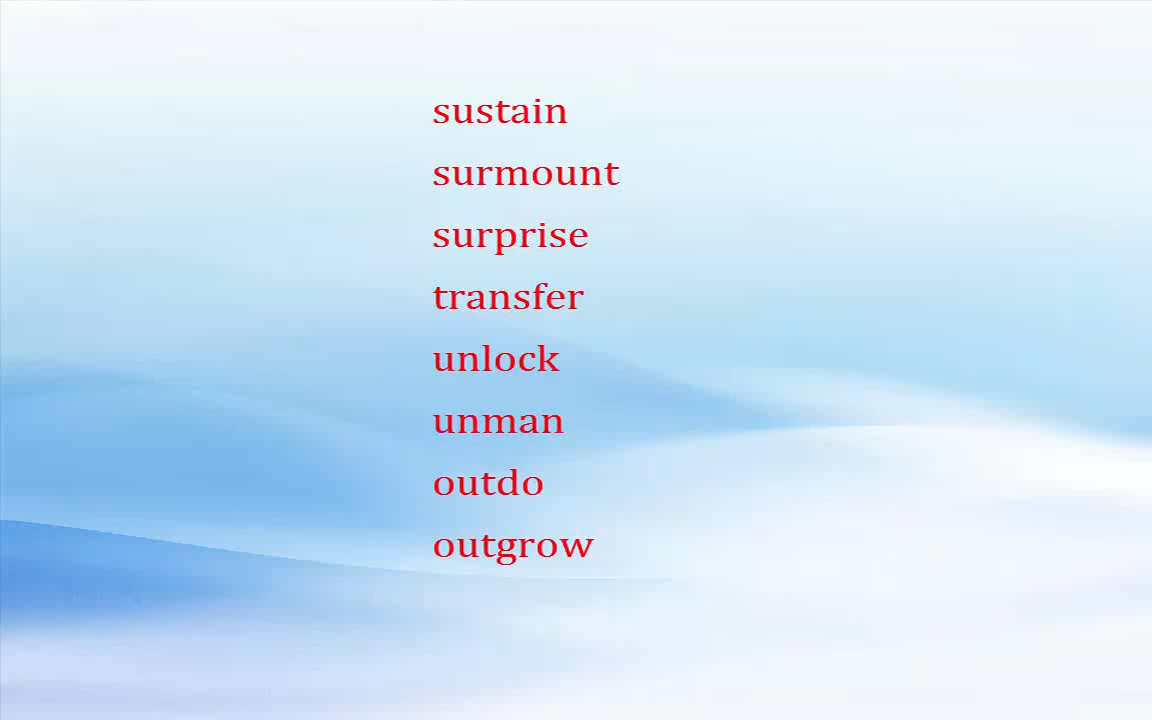 sustain
surmount
surprise
transfer
unlock
unman
outdo
outgrow